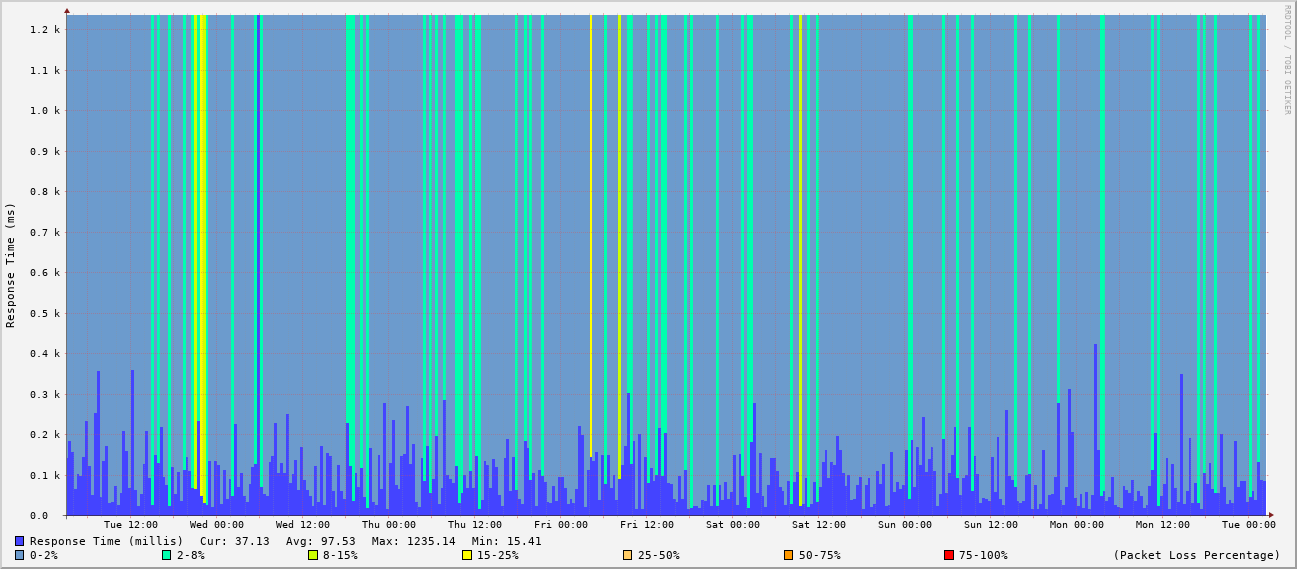 RRDTOOL / TOBI OETIKER
Response Time (ms)
1.2 k
1.1 k
1.0 k
0.9 k
0.8 k
0.7 k
0.6 k
0.5 k
0.4 k
0.3 k
0.2 k
0.1 k
0.0
Tue 12:00 Wed 00:00 Wed 12:00 Thu 00:00 Thu 12:00 Fri 00:00 Fri 12:00 Sat 00:00 Sat 12:00 Sun 00:00 Sun 12:00 Mon 00:00 Mon 12:00 Tue 00:00
Response Time (millis) Cur: 37.13 Avg: 97.53 Max: 1235.14 Min: 15.41
0-2% 2-8% 8-15% 15-25% 25-50% 50-75% 75-100% (Packet Loss Percentage)